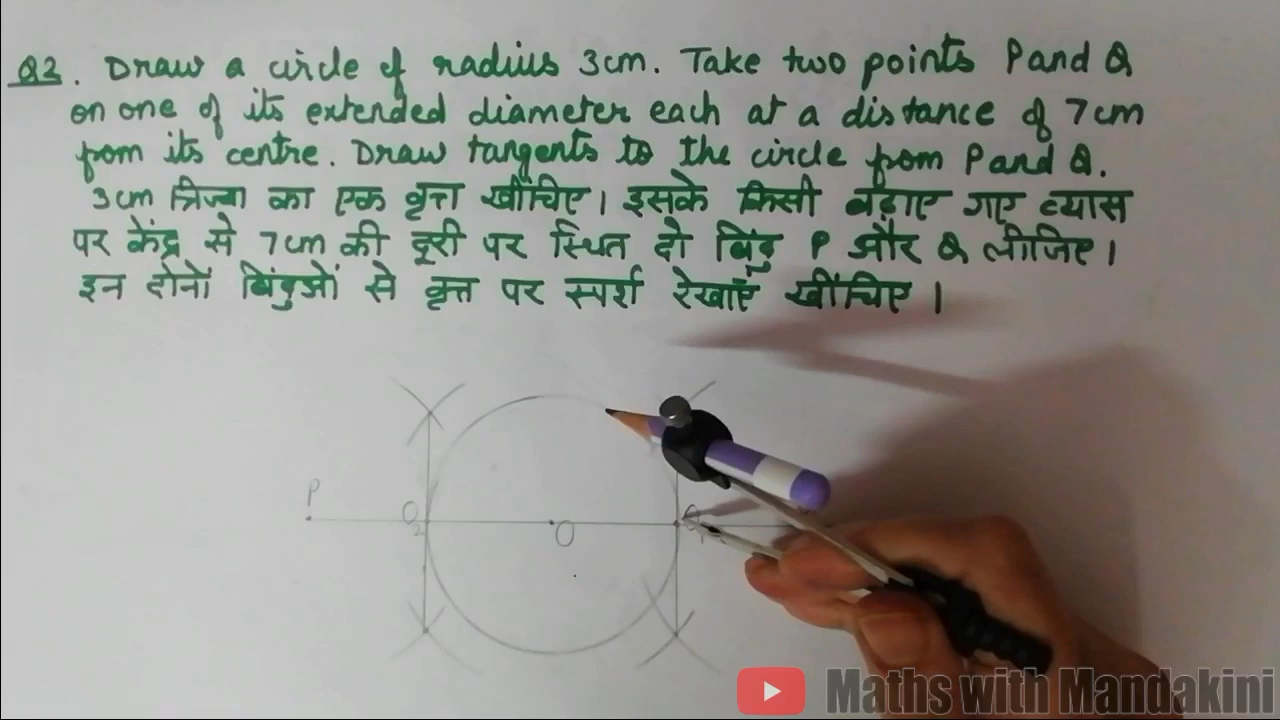 Q2. Draw a circle of radius 3cm. Take two points P and Q
on one of its extended diameter each at a distance of 7cm
from its centre. Draw tangents to the circle from P and Q.
3cm त्रिज्या का एक वृत्त खींचिए। इसके किसी बढ़ाए गए व्यास
पर केंद्र से 7cm की दूरी पर स्थित दो बिंदु P और Q लीजिए।
इन दोनों बिंदुओं से वृत्त पर स्पर्श रेखाएँ खींचिए।
P
O2
O
Maths with Mandakini